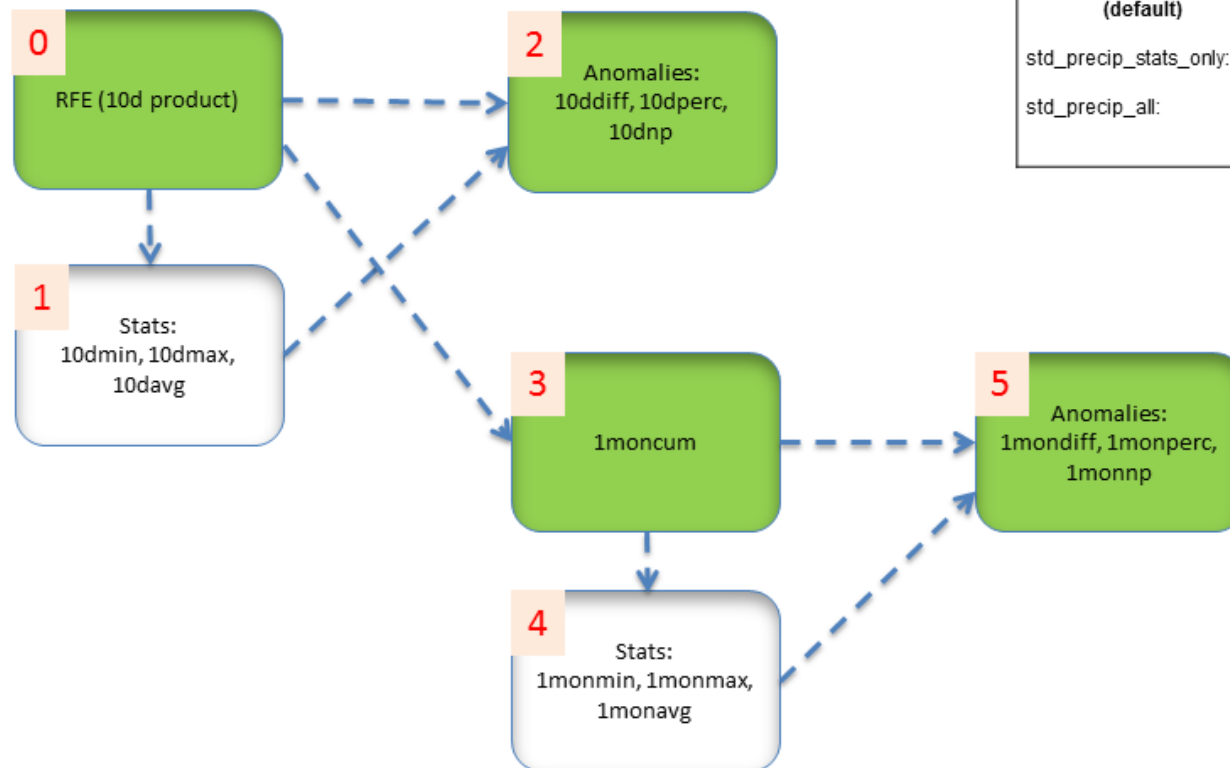 0
RFE (10d product)
2
Anomalies:
10ddiff, 10dperc,
10dnp
(default)
std_precip_stats_only:
std_precip_all:
1
Stats:
10dmin, 10dmax,
10davg
3
1moncum
5
Anomalies:
1mondiff, 1monperc,
1monnp
4
Stats:
1monmin, 1monmax,
1monavg